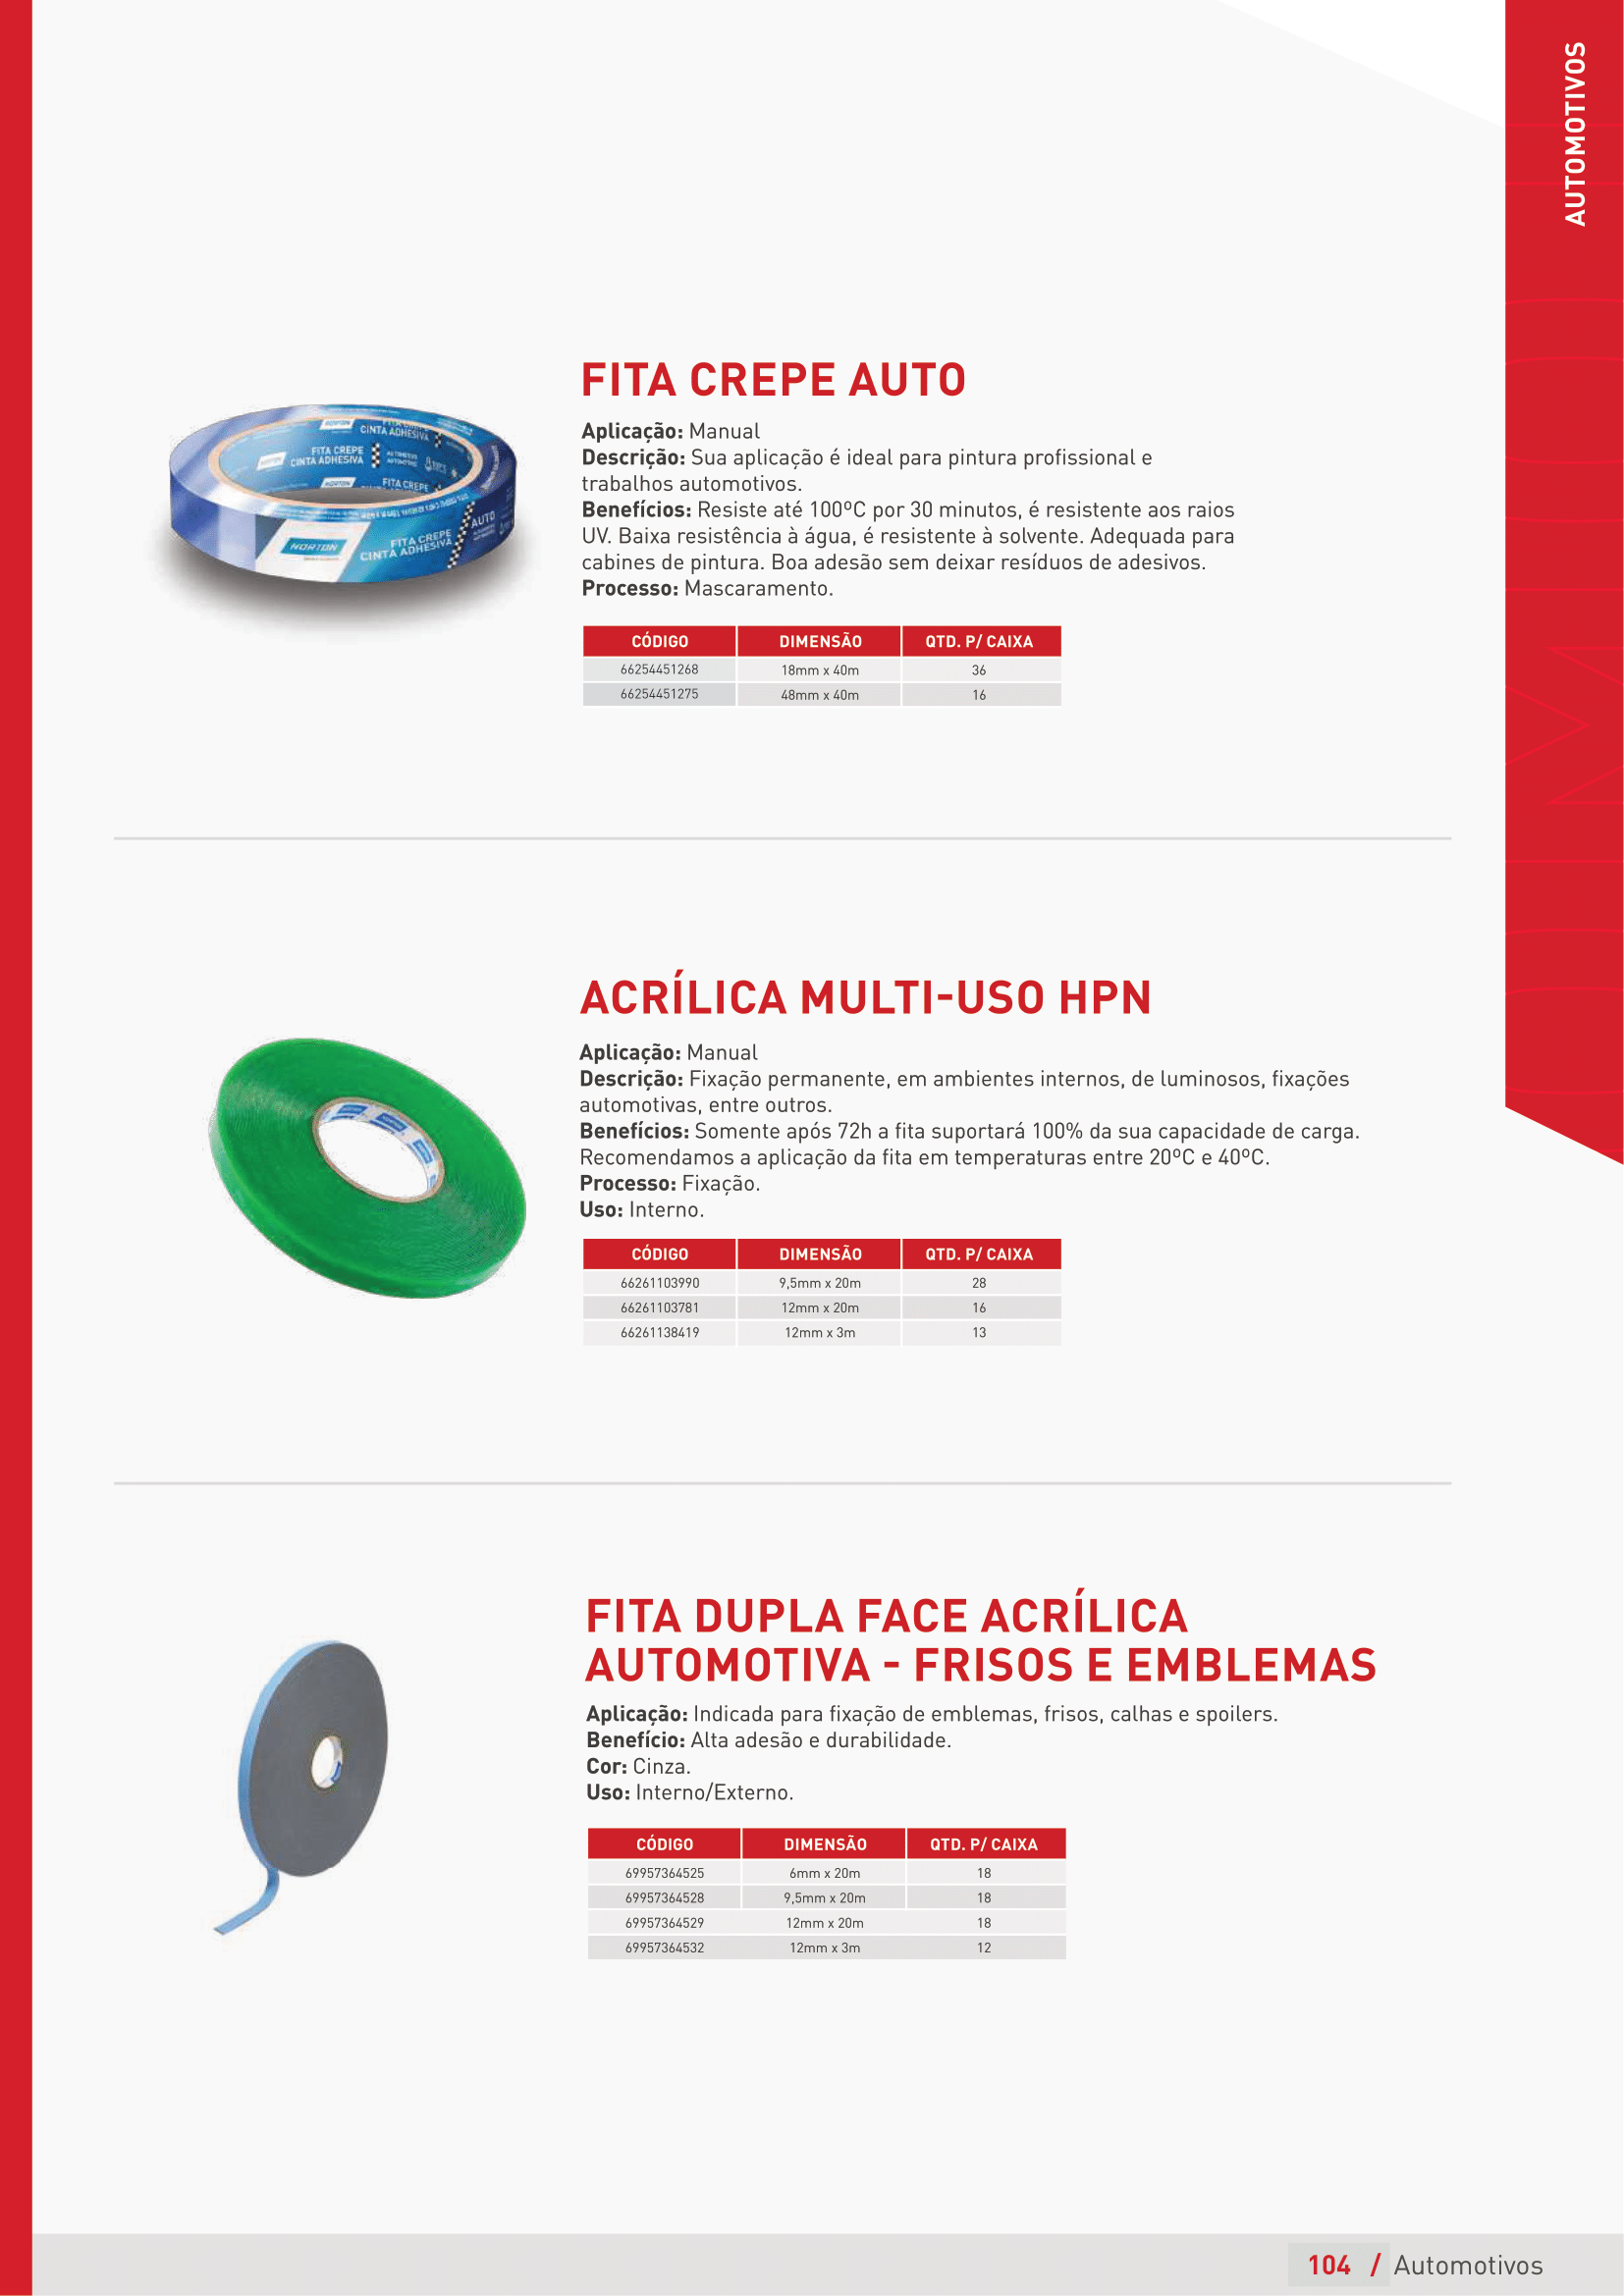 AUTOMOTIVOS
FITA CREPE AUTO
Aplicação: Manual
Descrição: Sua aplicação é ideal para pintura profissional e
trabalhos automotivos.
Benefícios: Resiste até 100ºC por 30 minutos, é resistente aos raios
UV. Baixa resistência à água, é resistente à solvente. Adequada para
cabines de pintura. Boa adesão sem deixar resíduos de adesivos.
Processo: Mascaramento.
NORTON
CINTA ADHESIVA
FITA CREPE
CINTA ADHESIVA
NORTON
FITA CREPE
NORTON
FITA CREPE
CINTA ADHESIVA
AUTO
CÓDIGO DIMENSÃO QTD. P/ CAIXA
66254451268 18mm x 40m 36
66254451275 48mm x 40m 16
ACRÍLICA MULTI-USO HPN
Aplicação: Manual
Descrição: Fixação permanente, em ambientes internos, de luminosos, fixações
automotivas, entre outros.
Benefícios: Somente após 72h a fita suportará 100% da sua capacidade de carga.
Recomendamos a aplicação da fita em temperaturas entre 20ºC e 40ºC.
Processo: Fixação.
Uso: Interno.
CÓDIGO DIMENSÃO QTD. P/ CAIXA
66261103990 9,5mm x 20m 28
66261103781 12mm x 20m 16
66261138419 12mm x 3m 13
FITA DUPLA FACE ACRÍLICA
AUTOMOTIVA - FRISOS E EMBLEMAS
Aplicação: Indicada para fixação de emblemas, frisos, calhas e spoilers.
Benefício: Alta adesão e durabilidade.
Cor: Cinza.
Uso: Interno/Externo.
CÓDIGO DIMENSÃO QTD. P/ CAIXA
69957364525 6mm x 20m 18
69957364528 9,5mm x 20m 18
69957364529 12mm x 20m 18
69957364532 12mm x 3m 12
104 / Automotivos